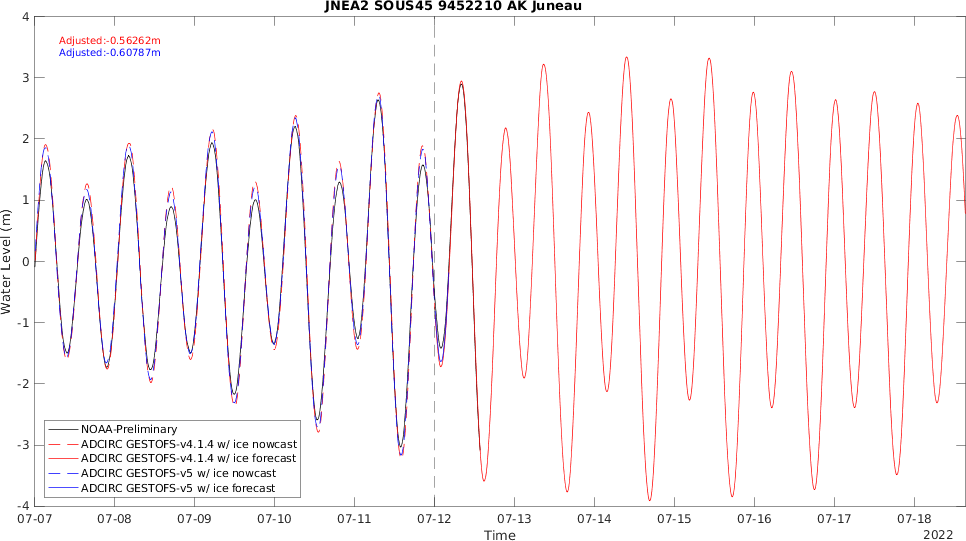 JNEA2 SOUS45 9452210 AK Juneau
Adjusted:-0.56262m
Adjusted:-0.60787m
4
3
2
1
0
-1
-2
-3
-4
Water Level (m)
NOAA-Preliminary
ADCIRC GESTOFS-v4.1.4 w/ ice nowcast
ADCIRC GESTOFS-v4.1.4 w/ ice forecast
ADCIRC GESTOFS-v5 w/ ice nowcast
ADCIRC GESTOFS-v5 w/ ice forecast
07-07 07-08 07-09 07-10 07-11 07-12 07-13 07-14 07-15 07-16 07-17 07-18
Time
2022